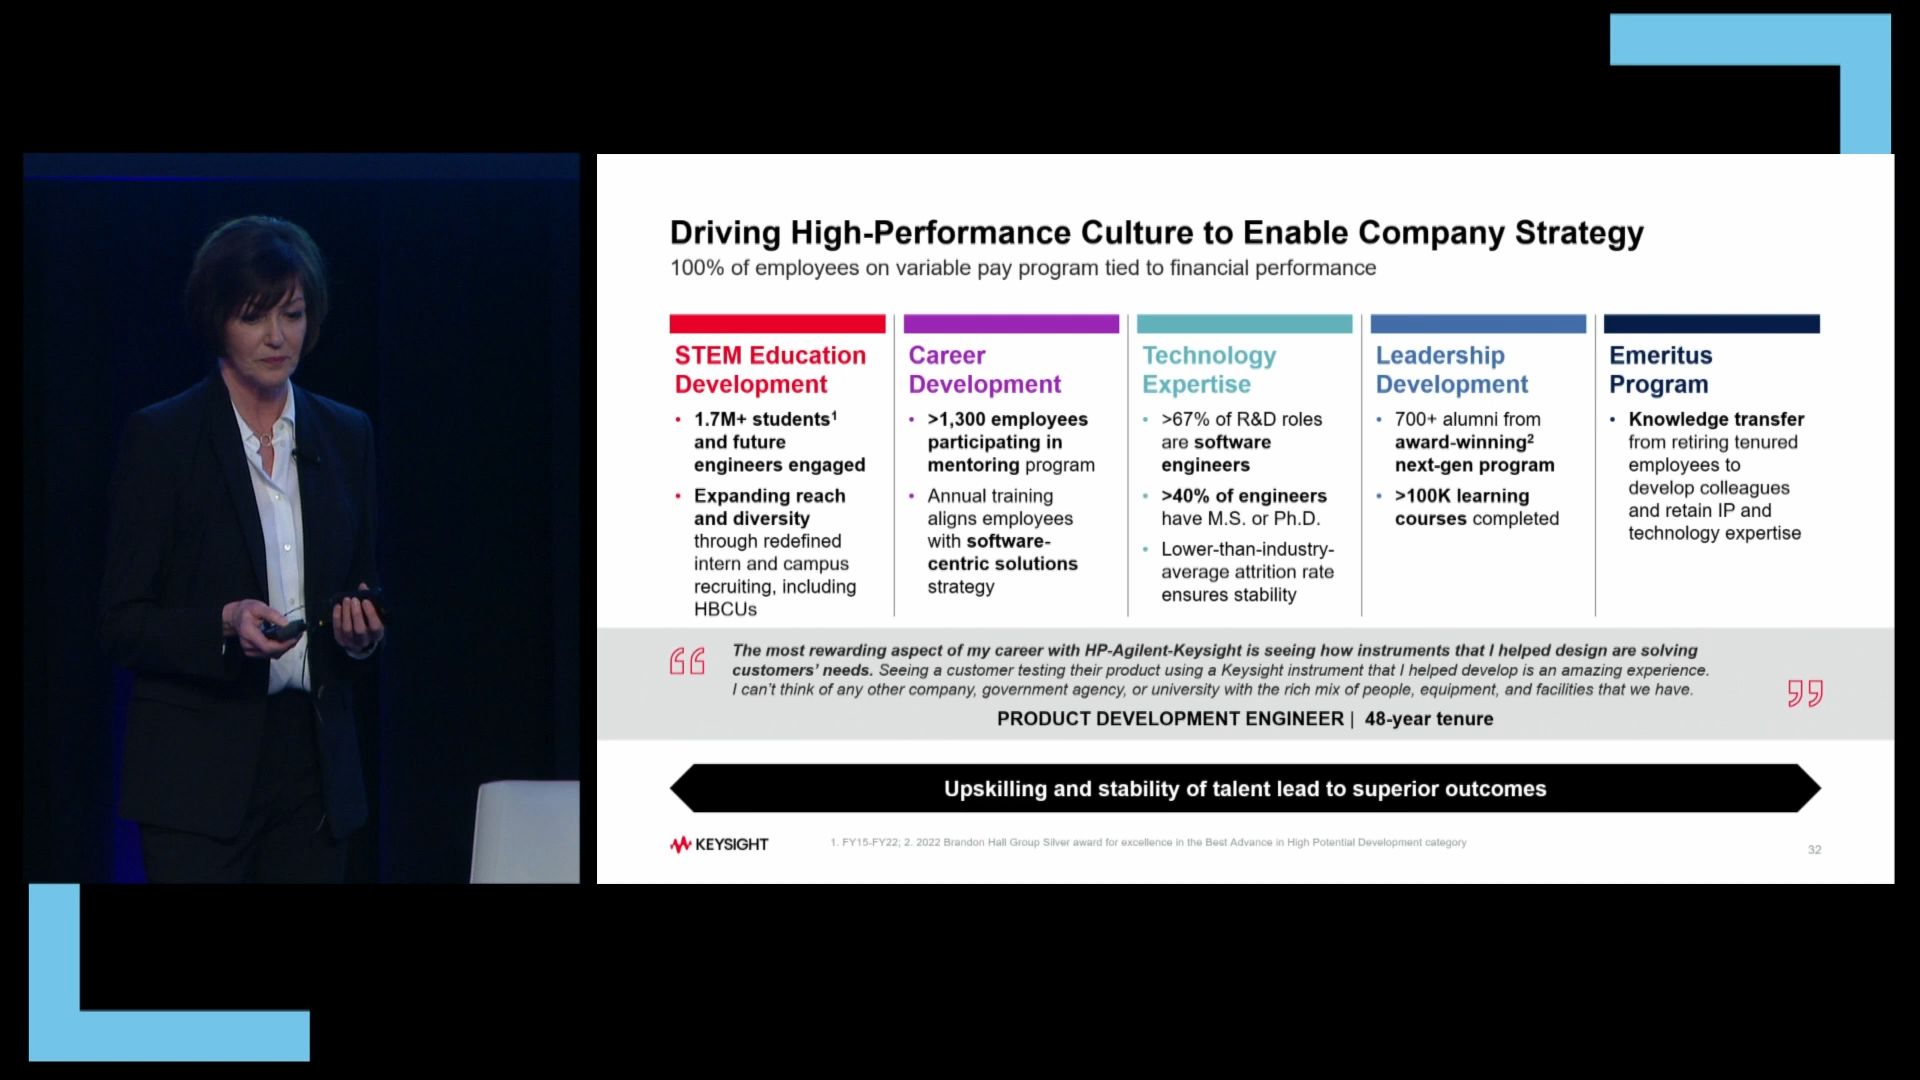 Driving High-Performance Culture to Enable Company Strategy
100% of employees on variable pay program tied to financial performance
STEM Education
Development
• 1.7M+ students¹
and future
engineers engaged
• Expanding reach
and diversity
through redefined
intern and campus
recruiting, including
HBCUs
Career
Development
• >1,300 employees
participating in
mentoring program
• Annual training
aligns employees
with software-
centric solutions
strategy
Technology
Expertise
• >67% of R&D roles
are software
engineers
• >40% of engineers
have M.S. or Ph.D.
• Lower-than-industry-
average attrition rate
ensures stability
Leadership
Development
• 700+ alumni from
award-winning²
next-gen program
• >100K learning
courses completed
Emeritus
Program
• Knowledge transfer
from retiring tenured
employees to
develop colleagues
and retain IP and
technology expertise
The most rewarding aspect of my career with HP-Agilent-Keysight is seeing how instruments that I helped design are solving
customers' needs. Seeing a customer testing their product using a Keysight instrument that I helped develop is an amazing experience.
I can't think of any other company, government agency, or university with the rich mix of people, equipment, and facilities that we have.
PRODUCT DEVELOPMENT ENGINEER | 48-year tenure
Upskilling and stability of talent lead to superior outcomes
KEYSIGHT
1. FY15-FY22; 2. 2022 Brandon Hall Group Silver award for excellence in the Best Advance in High Potential Development category
32